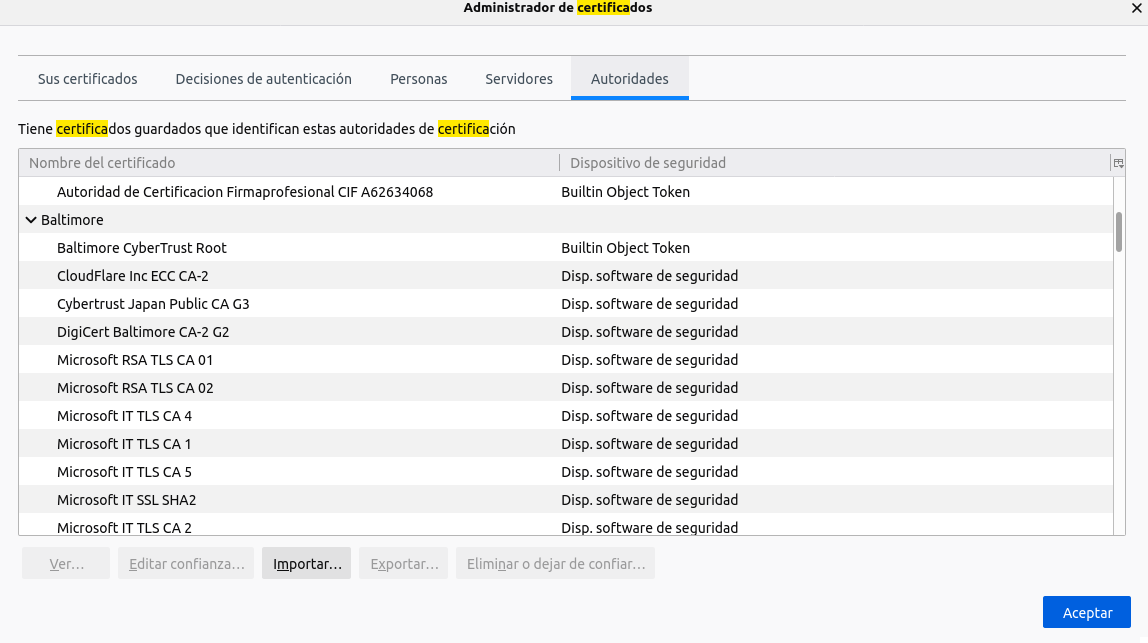 Administrador de certificados
Sus certificados Decisiones de autenticación Personas Servidores Autoridades
Tiene certificados guardados que identifican estas autoridades de certificación
Nombre del certificado Dispositivo de seguridad
Autoridad de Certificacion Firmaprofesional CIF A62634068 Builtin Object Token
Baltimore
Baltimore CyberTrust Root Builtin Object Token
CloudFlare Inc ECC CA-2 Disp. software de seguridad
Cybertrust Japan Public CA G3 Disp. software de seguridad
DigiCert Baltimore CA-2 G2 Disp. software de seguridad
Microsoft RSA TLS CA 01 Disp. software de seguridad
Microsoft RSA TLS CA 02 Disp. software de seguridad
Microsoft IT TLS CA 4 Disp. software de seguridad
Microsoft IT TLS CA 1 Disp. software de seguridad
Microsoft IT TLS CA 5 Disp. software de seguridad
Microsoft IT SSL SHA2 Disp. software de seguridad
Microsoft IT TLS CA 2 Disp. software de seguridad
Ver... Editar confianza... Importar... Exportar... Eliminar o dejar de confiar...
Aceptar